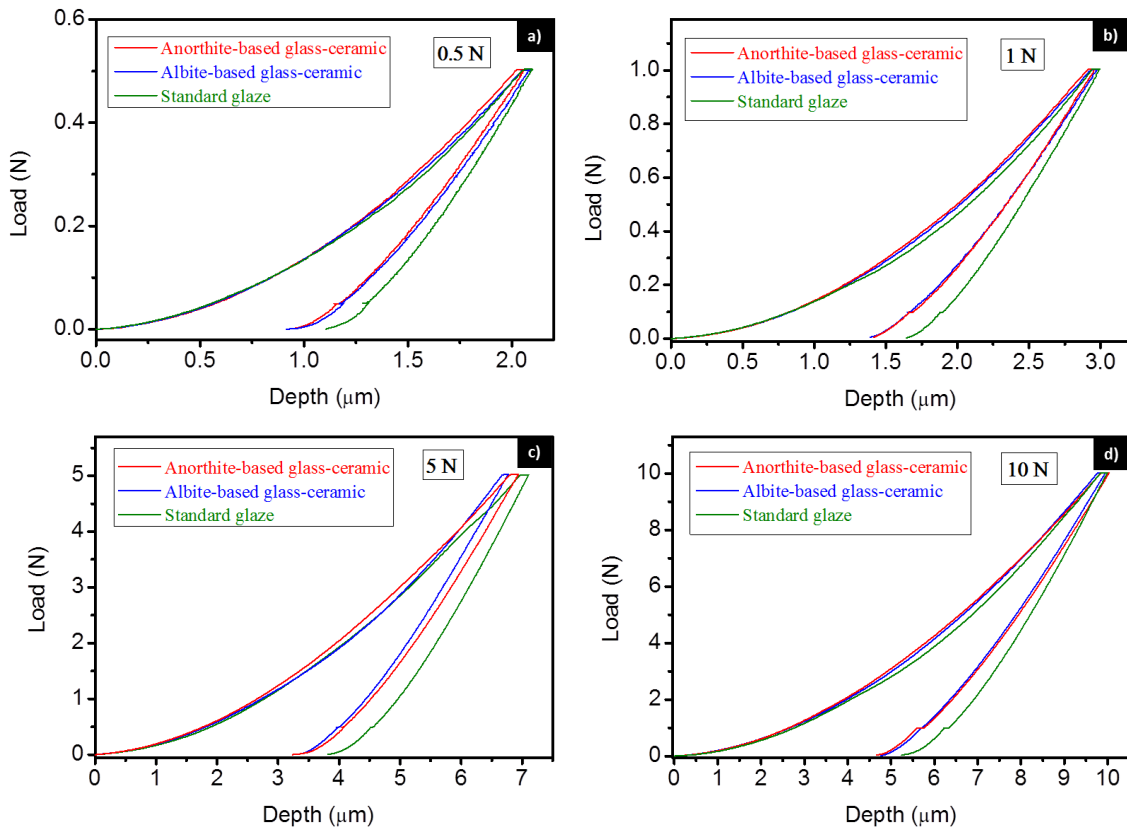 a)
0.5 N
Anorthite-based glass-ceramic
Albite-based glass-ceramic
Standard glaze
0.6
0.4
0.2
0.0
Load (N)
0.0 0.5 1.0 1.5 2.0
Depth (μm)
b)
1 N
Anorthite-based glass-ceramic
Albite-based glass-ceramic
Standard glaze
1.0
0.8
0.6
0.4
0.2
0.0
Load (N)
0.0 0.5 1.0 1.5 2.0 2.5 3.0
Depth (μm)
c)
5 N
Anorthite-based glass-ceramic
Albite-based glass-ceramic
Standard glaze
5
4
3
2
1
0
Load (N)
0 1 2 3 4 5 6 7
Depth (μm)
d)
10 N
Anorthite-based glass-ceramic
Albite-based glass-ceramic
Standard glaze
10
8
6
4
2
0
Load (N)
0 1 2 3 4 5 6 7 8 9 10
Depth (μm)